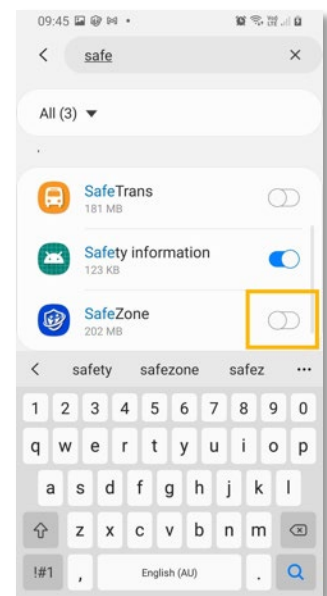 09:45
safe
All (3)
SafeTrans
181 MB
Safety information
123 KB
SafeZone
202 MB
safety safezone safez
1 2 3 4 5 6 7 8 9 0
q w e r t y u i o p
a s d f g h j k l
z x c v b n m
!#1 , English (AU) .